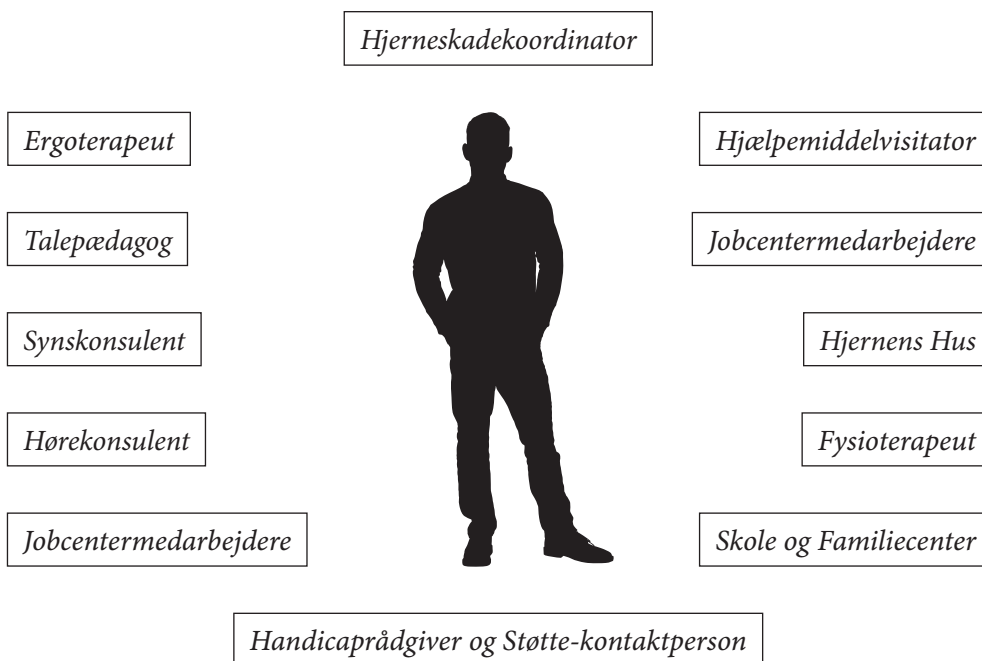 Hjerneskadekoordinator
Ergoterapeut
Hjælpemiddelvisitator
Talepædagog
Jobcentermedarbejdere
Synskonsulent
Hjernens Hus
Hørekonsulent
Fysioterapeut
Jobcentermedarbejdere
Skole og Familiecenter
Handicaprådgiver og Støtte-kontaktperson